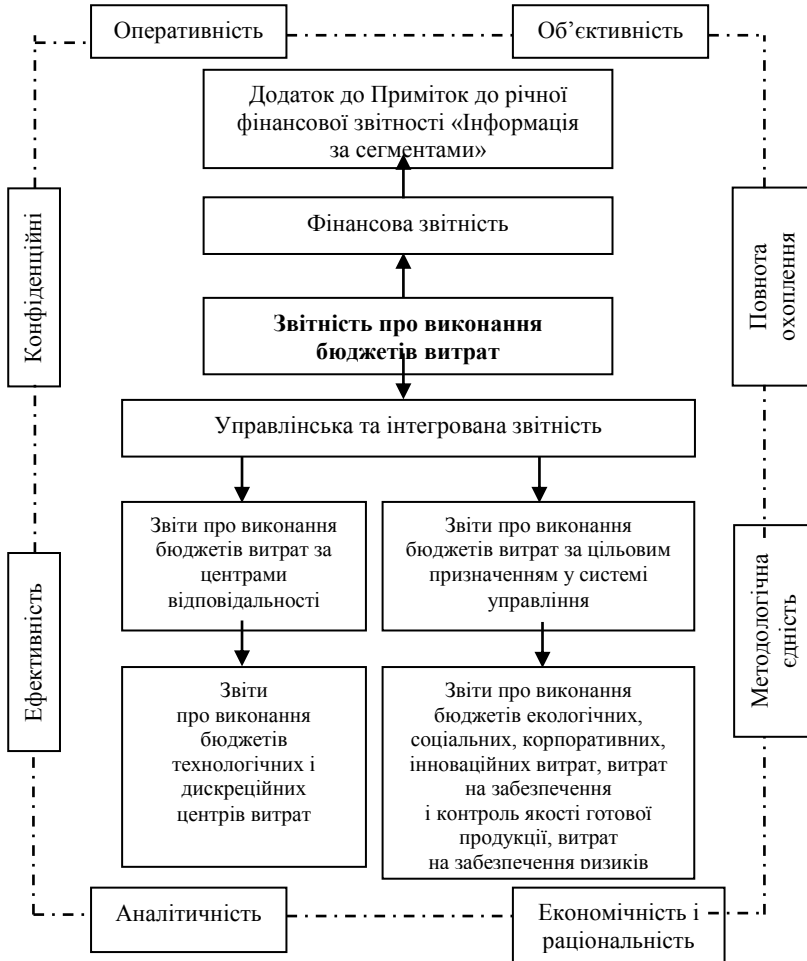 Оперативність
Об’єктивність
Додаток до Приміток до річної
фінансової звітності «Інформація
за сегментами»
Конфіденційні
Фінансова звітність
Повнота
охоплення
Звітність про виконання
бюджетів витрат
Управлінська та інтегрована звітність
Ефективність
Звіти про виконання
бюджетів витрат за
центрами
відповідальності
Звіти про виконання
бюджетів витрат за цільовим
призначенням у системі
управління
Методологічна
єдність
Звіти
про виконання
бюджетів
технологічних і
дискреційних
центрів витрат
Звіти про виконання
бюджетів екологічних,
соціальних, корпоративних,
інноваційних витрат, витрат
на забезпечення
і контроль якості готової
продукції, витрат
на забезпечення ризиків
Аналітичність
Економічність і
раціональність